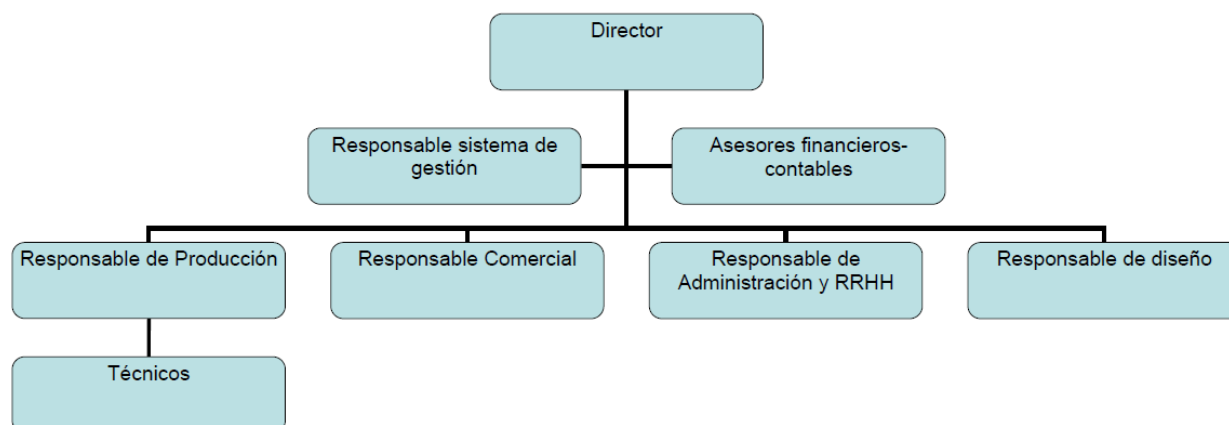 Director
Responsable sistema de
gestión
Asesores financieros-
contables
Responsable de Producción
Responsable Comercial
Responsable de
Administración y RRHH
Responsable de diseño
Técnicos